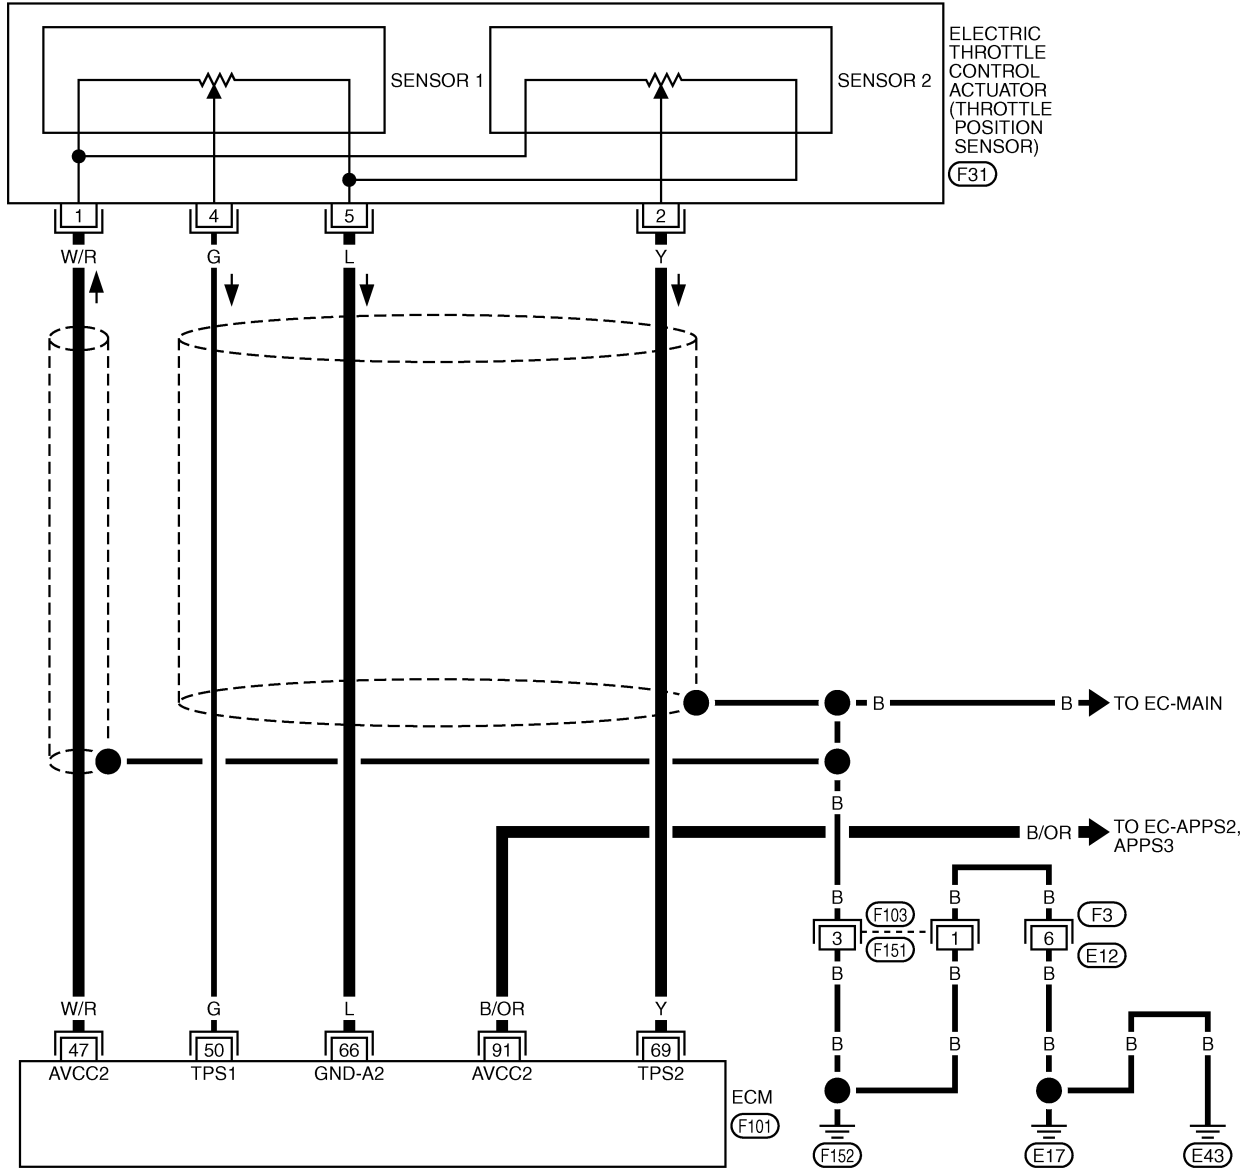 ELECTRIC
THROTTLE
CONTROL
ACTUATOR
(THROTTLE
POSITION
SENSOR)
F31
SENSOR 1
SENSOR 2
1 4 5 2
W/R G L Y
B B TO EC-MAIN
B
B/OR TO EC-APPS2,
APPS3
B B B
F103 F3
3 1 6
F151 E12
B B B
W/R G L B/OR Y
47 50 66 91 69
B B B B B
AVCC2 TPS1 GND-A2 AVCC2 TPS2
ECM
F101
F152 E17 E43